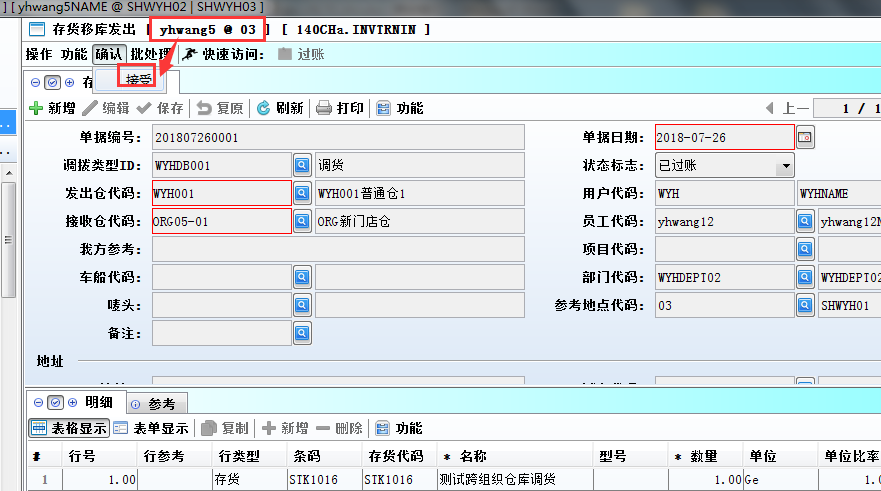 ] [ yhwang5NAME @ SHWYH02 | SHWYH03 ]
存货移库发出 [ yhwang5 @ 03 ] [ 140CHa.INVTRNIN ]
操作 功能 确认 批处理 快速访问: 过账
接受
存
新增 编辑 保存 复原 刷新 打印 功能 上一 1 / 1
单据编号: 201807260001 单据日期: 2018-07-26
调拨类型ID: WYHDB001 调货 状态标志: 已过账
发出仓代码: WYH001 WYH001普通仓1 用户代码: WYH WYHNAME
接收仓代码: ORG05-01 ORG新门店仓 员工代码: yhwang12 yhwang12N
我方参考: 项目代码:
车船代码: 部门代码: WYHDEPT02 WYHDEPT02
唛头: 参考地点代码: 03 SHWYH01
备注:
地址
明细 参考
表格显示 表单显示 复制 新增 删除 功能
# 行号 行参考 行类型 条码 存货代码 * 名称 型号 * 数量 单位 单位比率
1 1.00 存货 STK1016 STK1016 测试跨组织仓库调货 1.00 Ge 1.0